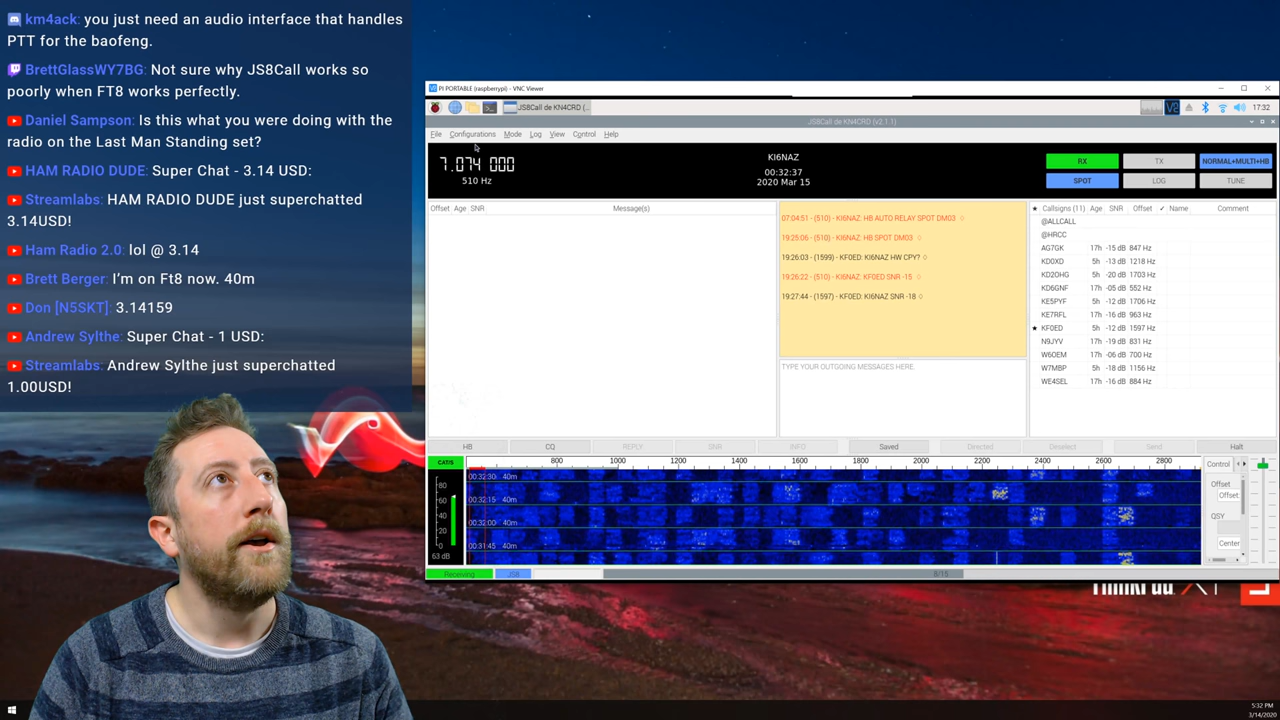 km4ack: you just need an audio interface that handles
PTT for the baofeng.
BrettGlassWY7BG: Not sure why JS8Call works so
poorly when FT8 works perfectly.
Daniel Sampson: Is this what you were doing with the
radio on the Last Man Standing set?
HAM RADIO DUDE: Super Chat - 3.14 USD:
Streamlabs: HAM RADIO DUDE just superchatted
3.14USD!
Ham Radio 2.0: lol @ 3.14
Brett Berger: I'm on Ft8 now. 40m
Don [N5SKT]: 3.14159
Andrew Sylthe: Super Chat - 1 USD:
Streamlabs: Andrew Sylthe just superchatted
1.00USD!
PI PORTABLE (raspberrypi) - VNC Viewer
JS8Call de KN4CRD (...
17:32
JS8Call de KN4CRD (v2.1.1)
File Configurations Mode Log View Control Help
7.074 000
510 Hz
KI6NAZ
00:32:37
2020 Mar 15
RX TX NORMAL+MULTI+HB
SPOT LOG TUNE
Offset Age SNR Message(s)
07:04:51 - (510) - KI6NAZ: HB AUTO RELAY SPOT DM03 ♢
19:25:06 - (510) - KI6NAZ: HB SPOT DM03 ♢
19:26:03 - (1599) - KF0ED: KI6NAZ HW CPY? ♢
19:26:22 - (510) - KI6NAZ: KF0ED SNR -15 ♢
19:27:44 - (1597) - KF0ED: KI6NAZ SNR -18 ♢
TYPE YOUR OUTGOING MESSAGES HERE.
★ Callsigns (11) Age SNR Offset ✓ Name Comment
@ALLCALL
@HRCC
AG7GK 17h -15 dB 847 Hz
KD0XD 5h -12 dB 1218 Hz
KD2OHG 5h -20 dB 1703 Hz
KD6GNF 17h -05 dB 552 Hz
KE5PYF 5h -12 dB 1706 Hz
KE7RFL 17h -16 dB 963 Hz
★ KF0ED 5h -12 dB 1597 Hz
N9JYV 17h -19 dB 831 Hz
W6OEM 17h -06 dB 700 Hz
W7MBP 5h -18 dB 1156 Hz
WE4SEL 17h -16 dB 884 Hz
HB CQ REPLY SNR INFO Saved Directed Deselect Send Halt
CAT/S
800 1000 1200 1400 1600 1800 2000 2200 2400 2600 2800
80
60
40
20
0
63 dB
00:32:30 40m
00:32:15 40m
00:32:00 40m
00:31:45 40m
Control
Offset
Offset:
QSY
Center
Receiving JS8 8/15
5:32 PM
3/14/2020